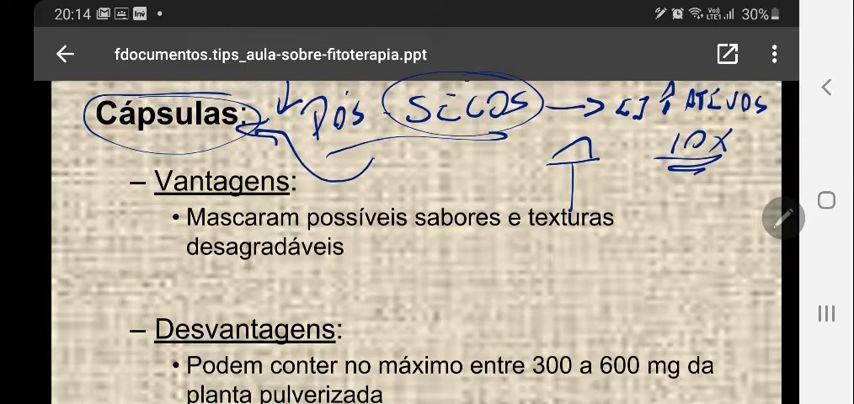 20:14 30%
fdocumentos.tips_aula-sobre-fitoterapia.ppt
Cápsulas: PÓS SECOS → [ ] ↑ ATIVOS
10X
– Vantagens:
• Mascaram possíveis sabores e texturas
desagradáveis
– Desvantagens:
• Podem conter no máximo entre 300 a 600 mg da
planta pulverizada